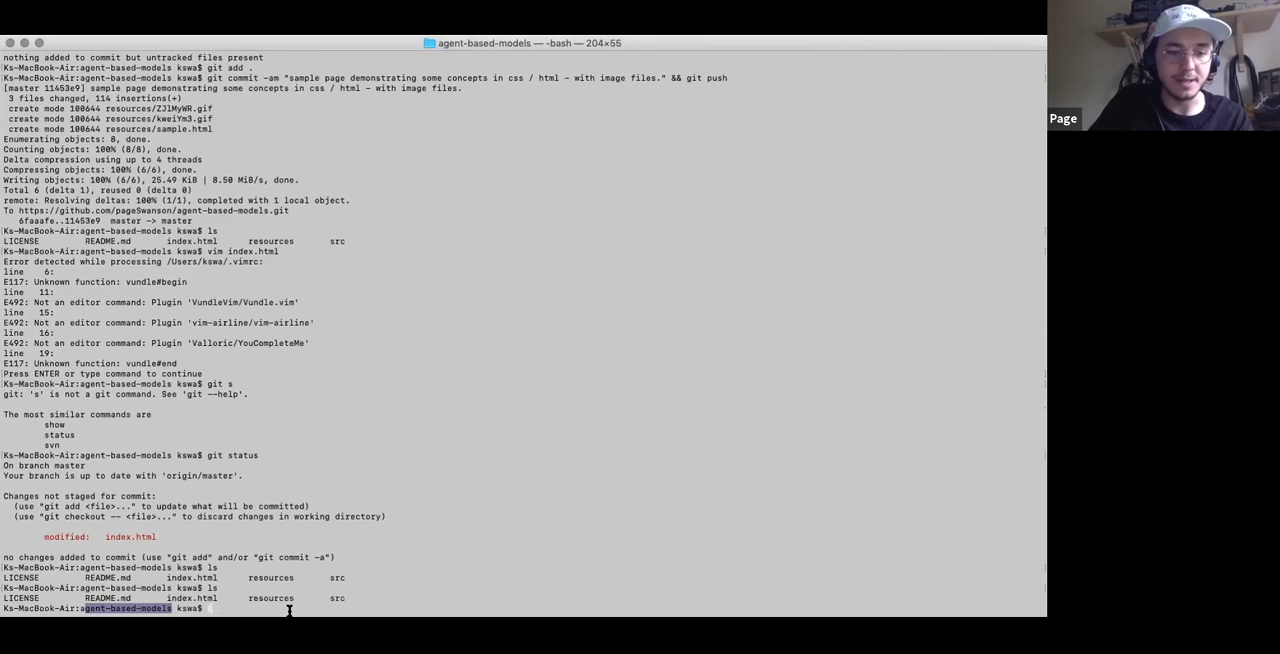 agent-based-models — -bash — 204×55
nothing added to commit but untracked files present
Ks-MacBook-Air:agent-based-models kswa$ git add .
Ks-MacBook-Air:agent-based-models kswa$ git commit -am "sample page demonstrating some concepts in css / html - with image files." && git push
[master 11453e9] sample page demonstrating some concepts in css / html - with image files.
3 files changed, 114 insertions(+)
create mode 100644 resources/ZJlMyWR.gif
create mode 100644 resources/kweiYm3.gif
create mode 100644 resources/sample.html
Enumerating objects: 8, done.
Counting objects: 100% (8/8), done.
Delta compression using up to 4 threads
Compressing objects: 100% (6/6), done.
Writing objects: 100% (6/6), 25.49 KiB | 8.50 MiB/s, done.
Total 6 (delta 1), reused 0 (delta 0)
remote: Resolving deltas: 100% (1/1), completed with 1 local object.
To https://github.com/pageSwanson/agent-based-models.git
6faaafe..11453e9  master -> master
Ks-MacBook-Air:agent-based-models kswa$ ls
LICENSE README.md index.html resources src
Ks-MacBook-Air:agent-based-models kswa$ vim index.html
Error detected while processing /Users/kswa/.vimrc:
line    6:
E117: Unknown function: vundle#begin
line   11:
E492: Not an editor command: Plugin 'VundleVim/Vundle.vim'
line   15:
E492: Not an editor command: Plugin 'vim-airline/vim-airline'
line   16:
E492: Not an editor command: Plugin 'Valloric/YouCompleteMe'
line   19:
E117: Unknown function: vundle#end
Press ENTER or type command to continue
Ks-MacBook-Air:agent-based-models kswa$ git s
git: 's' is not a git command. See 'git --help'.
The most similar commands are
show
status
svn
Ks-MacBook-Air:agent-based-models kswa$ git status
On branch master
Your branch is up to date with 'origin/master'.
Changes not staged for commit:
(use "git add <file>..." to update what will be committed)
(use "git checkout -- <file>..." to discard changes in working directory)
modified:   index.html
no changes added to commit (use "git add" and/or "git commit -a")
Ks-MacBook-Air:agent-based-models kswa$ ls
LICENSE README.md index.html resources src
Ks-MacBook-Air:agent-based-models kswa$ ls
LICENSE README.md index.html resources src
Ks-MacBook-Air:agent-based-models kswa$
Page